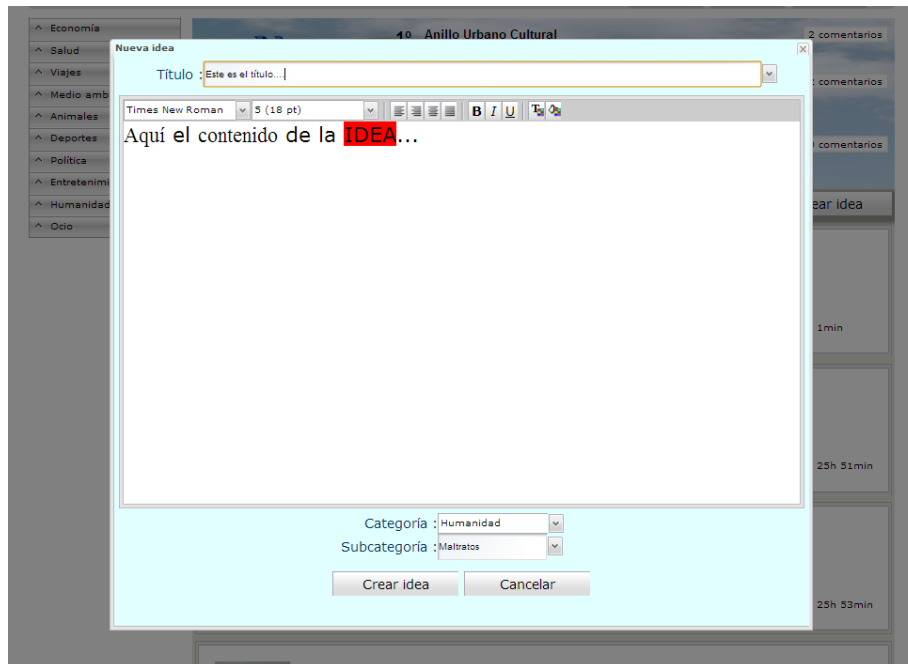 ^ Economía
^ Salud
^ Viajes
^ Medio amb
^ Animales
^ Deportes
^ Política
^ Entretenimi
^ Humanidad
^ Ocio
1º Anillo Urbano Cultural
2 comentarios
comentarios
comentarios
ear idea
1min
25h 51min
25h 53min
Nueva idea
Título : Este es el título...
Times New Roman 5 (18 pt) B I U
Aquí el contenido de la IDEA...
Categoría : Humanidad
Subcategoría : Maltratos
Crear idea Cancelar